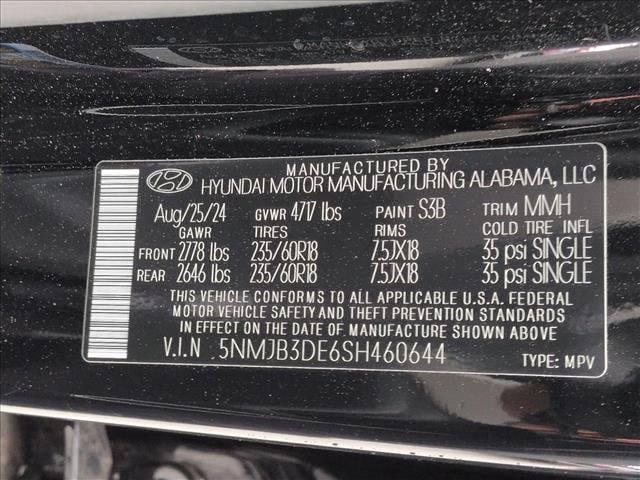 MANUFACTURED BY
HYUNDAI MOTOR MANUFACTURING ALABAMA, LLC
Aug/25/24 GVWR 4717 lbs PAINT S3B TRIM MMH
GAWR TIRES RIMS COLD TIRE INFL
FRONT 2778 lbs 235/60R18 7.5JX18 35 psi SINGLE
REAR 2646 lbs 235/60R18 7.5JX18 35 psi SINGLE
THIS VEHICLE CONFORMS TO ALL APPLICABLE U.S.A. FEDERAL
MOTOR VEHICLE SAFETY AND THEFT PREVENTION STANDARDS
IN EFFECT ON THE DATE OF MANUFACTURE SHOWN ABOVE
V.I.N 5NMJB3DE6SH460644 TYPE: MPV